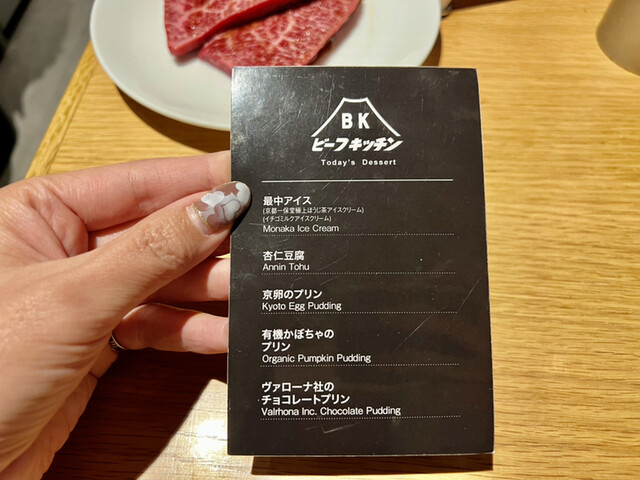 BK
ビーフキッチン
Today's Dessert
最中アイス
(京都一保堂極上ほうじ茶アイスクリーム)
(イチゴミルクアイスクリーム)
Monaka Ice Cream
杏仁豆腐
Annin Tohu
京卵のプリン
Kyoto Egg Pudding
有機かぼちゃの
プリン
Organic Pumpkin Pudding
ヴァローナ社の
チョコレートプリン
Valrhona Inc. Chocolate Pudding